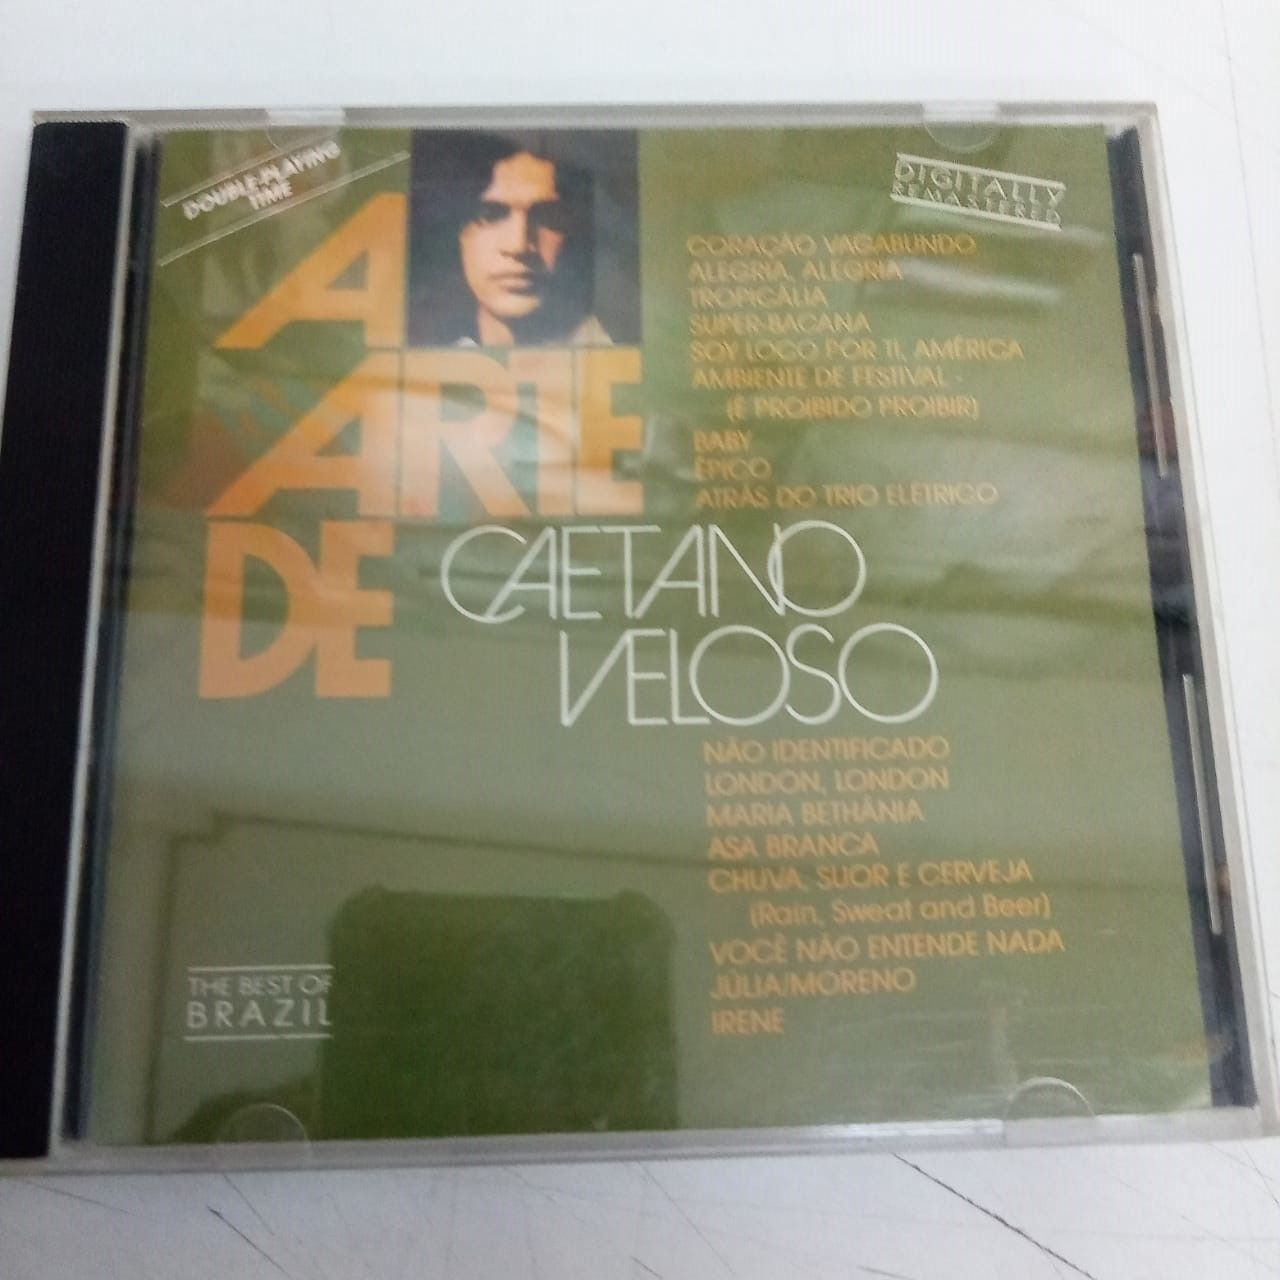 DOUBLE-PLAYING
TIME
DIGITALLY
REMASTERED
A
ARTE
DE
CAETANO
VELOSO
CORAÇÃO VAGABUNDO
ALEGRIA, ALEGRIA
TROPICÁLIA
SUPER-BACANA
SOY LOCO POR TI, AMÉRICA
AMBIENTE DE FESTIVAL -
(É PROIBIDO PROIBIR)
BABY
ÉPICO
ATRÁS DO TRIO ELÉTRICO
NÃO IDENTIFICADO
LONDON, LONDON
MARIA BETHÂNIA
ASA BRANCA
CHUVA, SUOR E CERVEJA
(Rain, Sweat and Beer)
VOCÊ NÃO ENTENDE NADA
JÚLIA/MORENO
IRENE
THE BEST OF
BRAZIL